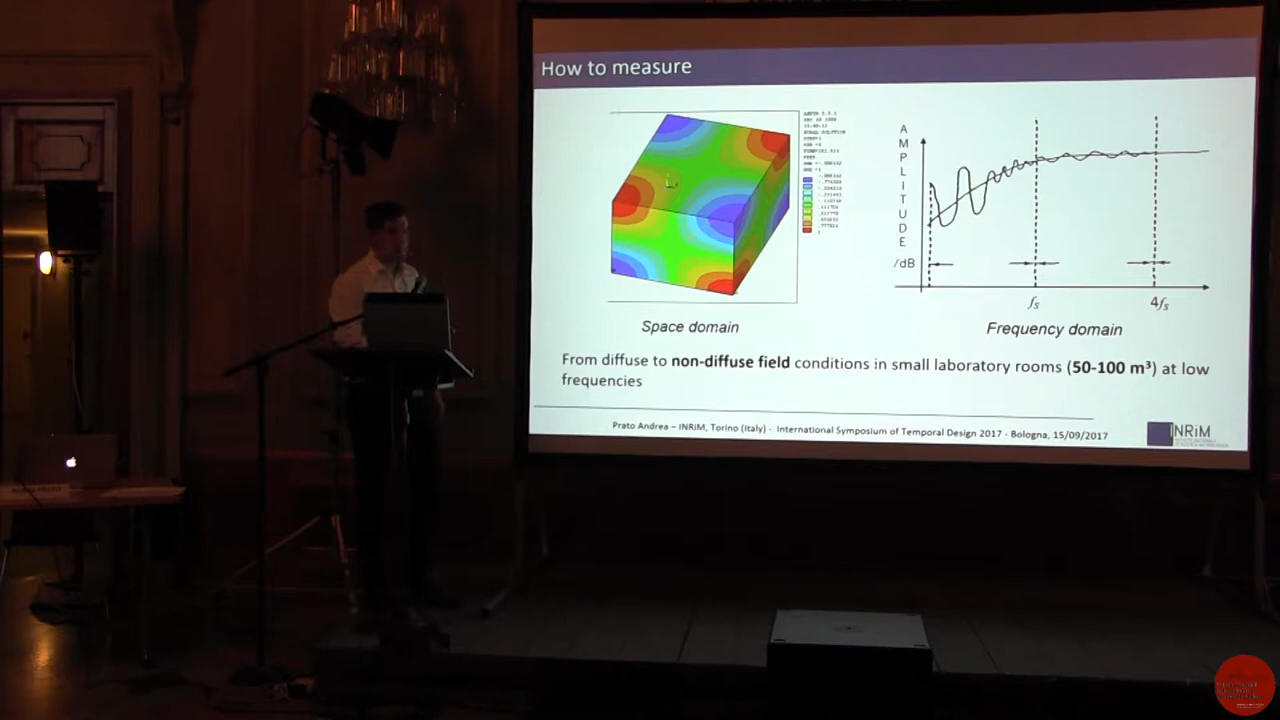 How to measure
AMPLITUDE
/dB
fs
4fs
Space domain
Frequency domain
From diffuse to non-diffuse field conditions in small laboratory rooms (50-100 m³) at low
frequencies
Prato Andrea – INRiM, Torino (Italy) - International Symposium of Temporal Design 2017 - Bologna, 15/09/2017
INRiM